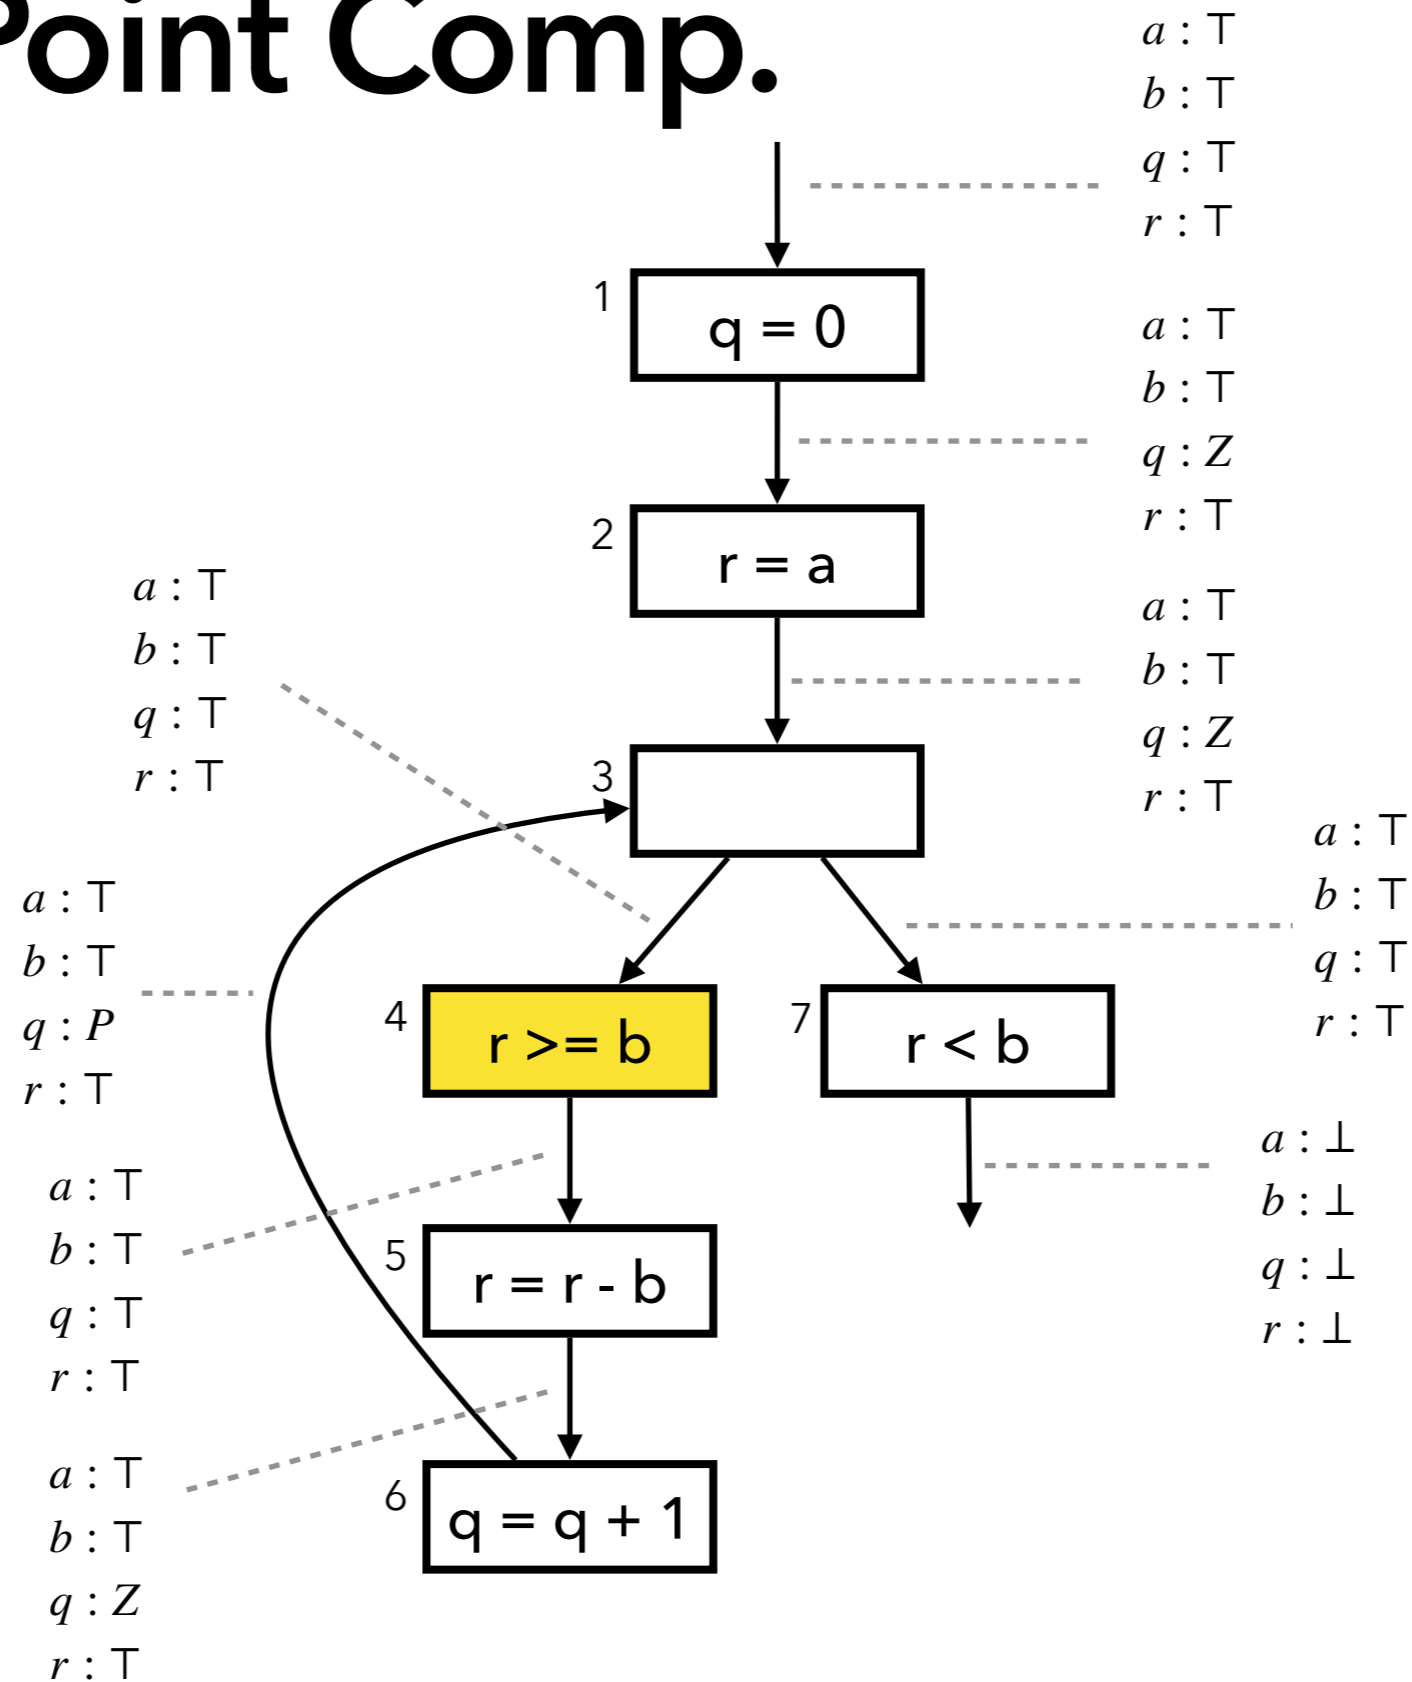 Point Comp.
a : ⊤
b : ⊤
q : ⊤
r : ⊤
1
q = 0
a : ⊤
b : ⊤
q : Z
r : ⊤
2
r = a
a : ⊤
b : ⊤
q : ⊤
r : ⊤
a : ⊤
b : ⊤
q : Z
r : ⊤
3
a : ⊤
b : ⊤
q : ⊤
r : ⊤
a : ⊤
b : ⊤
q : P
r : ⊤
4
r >= b
7
r < b
a : ⊥
b : ⊥
q : ⊥
r : ⊥
a : ⊤
b : ⊤
q : ⊤
r : ⊤
5
r = r - b
a : ⊤
b : ⊤
q : Z
r : ⊤
6
q = q + 1